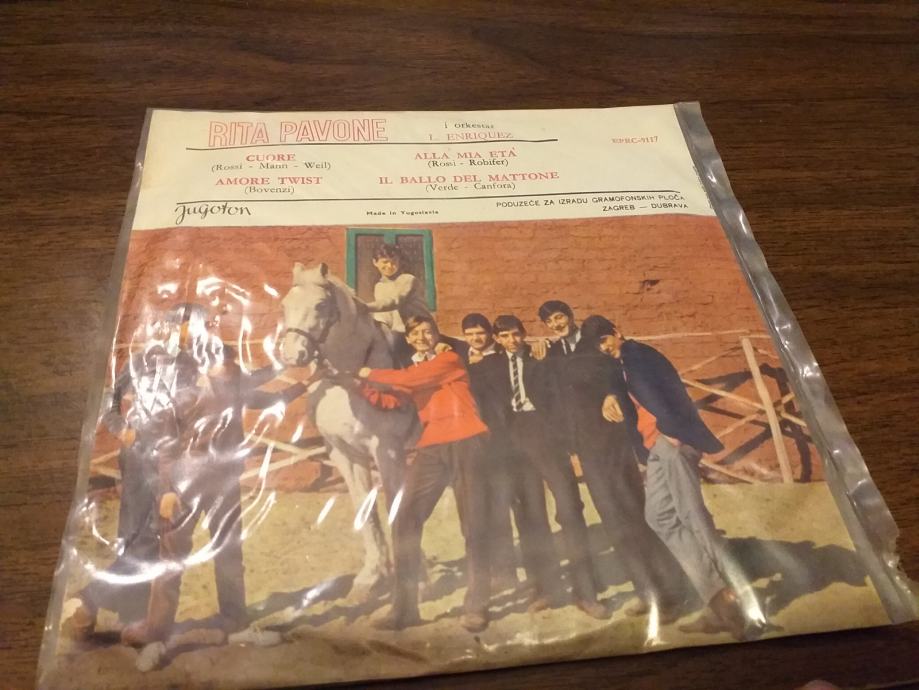 RITA PAVONE
i orkestar
L. ENRIQUEZ
EPRC-9117
CUORE
(Rossi - Mann - Weil)
AMORE TWIST
(Bovenzi)
ALLA MIA ETÀ
(Rossi - Robifer)
IL BALLO DEL MATTONE
(Verde - Canfora)
Jugoton
Made in Yugoslavia
PODUZEĆE ZA IZRADU GRAMOFONSKIH PLOČA
ZAGREB — DUBRAVA